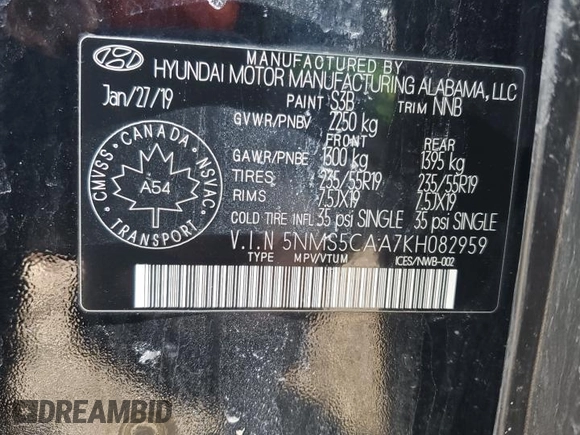 MANUFACTURED BY
HYUNDAI MOTOR MANUFACTURING ALABAMA, LLC
Jan/27/19 PAINT S3B TRIM NNB
GVWR/PNBV 2250 kg
FRONT REAR
GAWR/PNBE 1300 kg 1395 kg
TIRES 235/55R19 235/55R19
RIMS 7.5JX19 7.5JX19
COLD TIRE INFL 35 psi SINGLE 35 psi SINGLE
V.I.N 5NMS5CAA7KH082959
TYPE MPV/VTUM ICES/NWB-002
CMVSS · CANADA · NSVAC
A54
TRANSPORT
DREAMBID